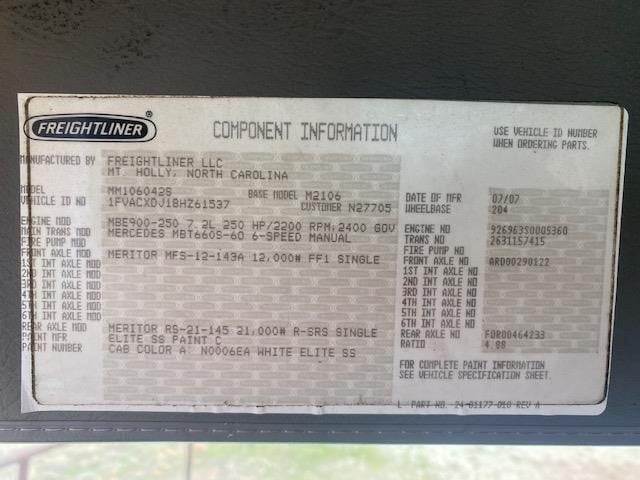 FREIGHTLINER®
COMPONENT INFORMATION
USE VEHICLE ID NUMBER
WHEN ORDERING PARTS.
MANUFACTURED BY FREIGHTLINER LLC
MT. HOLLY, NORTH CAROLINA
MODEL MM106042S BASE MODEL M2106 DATE OF MFR 07/07
VEHICLE ID NO 1FVACXDJ18HZ61537 CUSTOMER N27705 WHEELBASE 204
ENGINE MOD MBE900-250 7.2L 250 HP/2200 RPM;2400 GOV ENGINE NO 926963S0005360
MAIN TRANS MOD MERCEDES MBT660S-60 6-SPEED MANUAL TRANS NO 2631157415
FIRE PUMP MOD FIRE PUMP NO
FRONT AXLE MOD MERITOR MFS-12-143A 12,000# FF1 SINGLE FRONT AXLE NO ARD00290122
1ST INT AXLE MOD 1ST INT AXLE NO
2ND INT AXLE MOD 2ND INT AXLE NO
3RD INT AXLE MOD 3RD INT AXLE NO
4TH INT AXLE MOD 4TH INT AXLE NO
5TH INT AXLE MOD 5TH INT AXLE NO
6TH INT AXLE MOD 6TH INT AXLE NO
REAR AXLE MOD MERITOR RS-21-145 21,000# R-SRS SINGLE REAR AXLE NO FOR00464233
PAINT MFR ELITE SS PAINT C RATIO 4.88
PAINT NUMBER CAB COLOR A: N0006EA WHITE ELITE SS
FOR COMPLETE PAINT INFORMATION
SEE VEHICLE SPECIFICATION SHEET.
PART NO. 24-01177-010 REV A